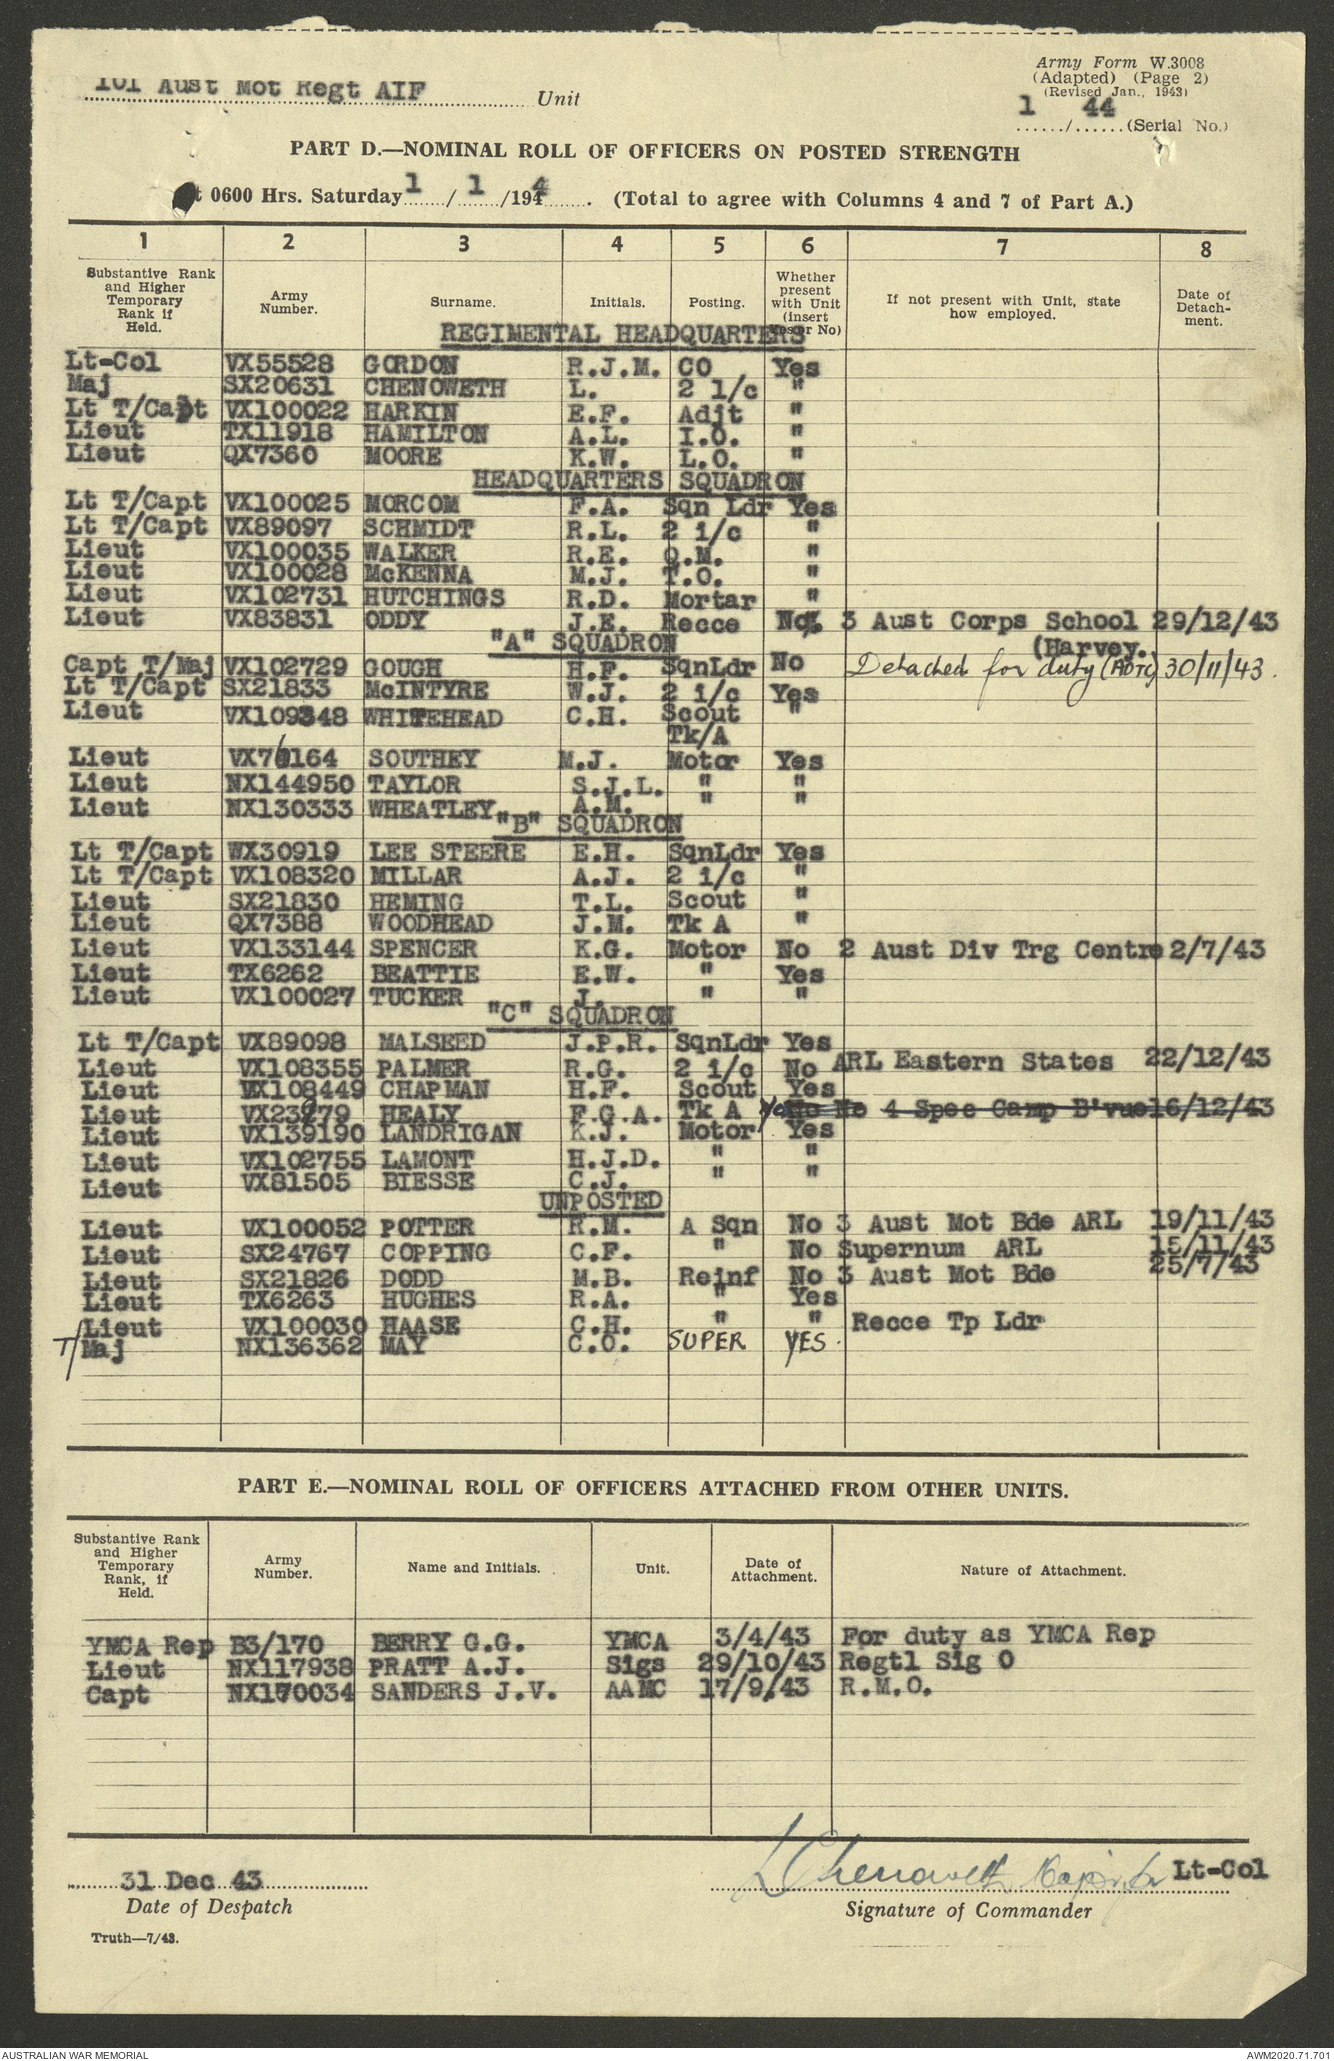 101 Aust Mot Regt AIF Unit
Army Form W.3008
(Adapted) (Page 2)
(Revised Jan., 1943)
1 / 44 (Serial No.)
PART D.—NOMINAL ROLL OF OFFICERS ON POSTED STRENGTH
t 0600 Hrs. Saturday 1 / 1 /1944. (Total to agree with Columns 4 and 7 of Part A.)
1 2 3 4 5 6 7 8
Substantive Rank and Higher Temporary Rank if Held. Army Number. Surname. Initials. Posting. Whether present with Unit (insert Yes or No) If not present with Unit, state how employed. Date of Detach-ment.
REGIMENTAL HEADQUARTERS
Lt-Col VX55528 GORDON R.J.M. CO Yes
Maj SX20631 CHENOWETH L. 2 i/c "
Lt T/Capt VX100022 HARKIN E.F. Adjt "
Lieut TX11918 HAMILTON A.L. I.O. "
Lieut QX7360 MOORE K.W. L.O. "
HEADQUARTERS SQUADRON
Lt T/Capt VX100025 MORCOM F.A. Sqn Ldr Yes
Lt T/Capt VX89097 SCHMIDT R.L. 2 i/c "
Lieut VX100035 WALKER R.E. Q.M. "
Lieut VX100028 McKENNA M.J. T.O. "
Lieut VX102731 HUTCHINGS R.D. Mortar "
Lieut VX83831 ODDY J.E. Recce No 3 Aust Corps School 29/12/43
"A" SQUADRON (Harvey.
Capt T/Maj VX102729 GOUGH H.F. SqnLdr No Detached for duty (AOTC) 30/11/43.
Lt T/Capt SX21833 McINTYRE W.J. 2 i/c Yes
Lieut VX109348 WHITEHEAD C.H. Scout "
Tk/A
Lieut VX76164 SOUTHEY M.J. Motor Yes
Lieut NX144950 TAYLOR S.J.L. " "
Lieut NX130333 WHEATLEY A.M. " "
"B" SQUADRON
Lt T/Capt WX30919 LEE STEERE E.H. SqnLdr Yes
Lt T/Capt VX108320 MILLAR A.J. 2 i/c "
Lieut SX21830 HEMING T.L. Scout "
Lieut QX7388 WOODHEAD J.M. Tk A "
Lieut VX133144 SPENCER K.G. Motor No 2 Aust Div Trg Centre 2/7/43
Lieut TX6262 BEATTIE E.W. " Yes
Lieut VX100027 TUCKER J. " "
"C" SQUADRON
Lt T/Capt VX89098 MALSEED J.P.R. SqnLdr Yes
Lieut VX108355 PALMER R.G. 2 i/c No ARL Eastern States 22/12/43
Lieut VX108449 CHAPMAN H.F. Scout Yes
Lieut VX23979 HEALY F.G.A. Tk A Yes No No 4 Spec Camp B'vue 16/12/43
Lieut VX139190 LANDRIGAN K.J. Motor Yes
Lieut VX102755 LAMONT H.J.D. " "
Lieut VX81505 BIESSE C.J. " "
UNPOSTED
Lieut VX100052 POTTER R.M. A Sqn No 3 Aust Mot Bde ARL 19/11/43
Lieut SX24767 COPPING C.F. " No Supernum ARL 15/11/43
Lieut SX21826 DODD M.B. Reinf No 3 Aust Mot Bde 25/7/43
Lieut TX6263 HUGHES R.A. " Yes
Lieut VX100030 HAASE C.H. " " Recce Tp Ldr
T/Maj NX136362 MAY C.O. SUPER YES.
PART E.—NOMINAL ROLL OF OFFICERS ATTACHED FROM OTHER UNITS.
Substantive Rank and Higher Temporary Rank, if Held. Army Number. Name and Initials. Unit. Date of Attachment. Nature of Attachment.
YMCA Rep B3/170 BERRY G.G. YMCA 3/4/43 For duty as YMCA Rep
Lieut NX117938 PRATT A.J. Sigs 29/10/43 Regtl Sig O
Capt NX170034 SANDERS J.V. AAMC 17/9/43 R.M.O.
31 Dec 43 LChenoweth Major for Lt-Col
Date of Despatch Signature of Commander
Truth—7/43.
AUSTRALIAN WAR MEMORIAL AWM2020.71.701